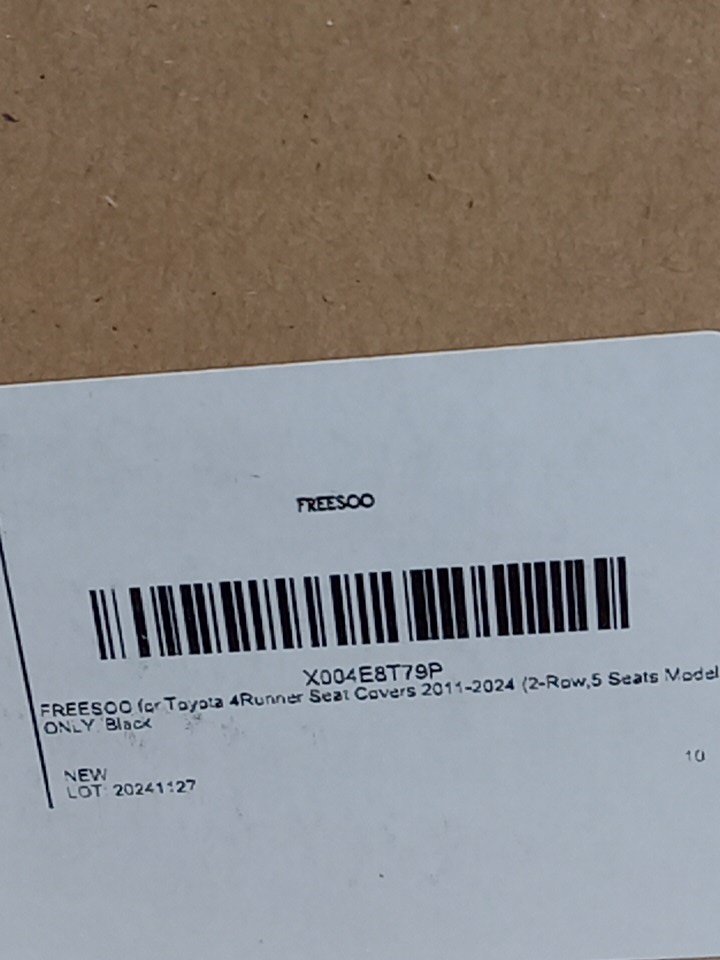 FREESOO
X004E8T79P
FREESOO for Toyota 4Runner Seat Covers 2011-2024 (2-Row,5 Seats Model
ONLY, Black
NEW
LOT: 20241127
10